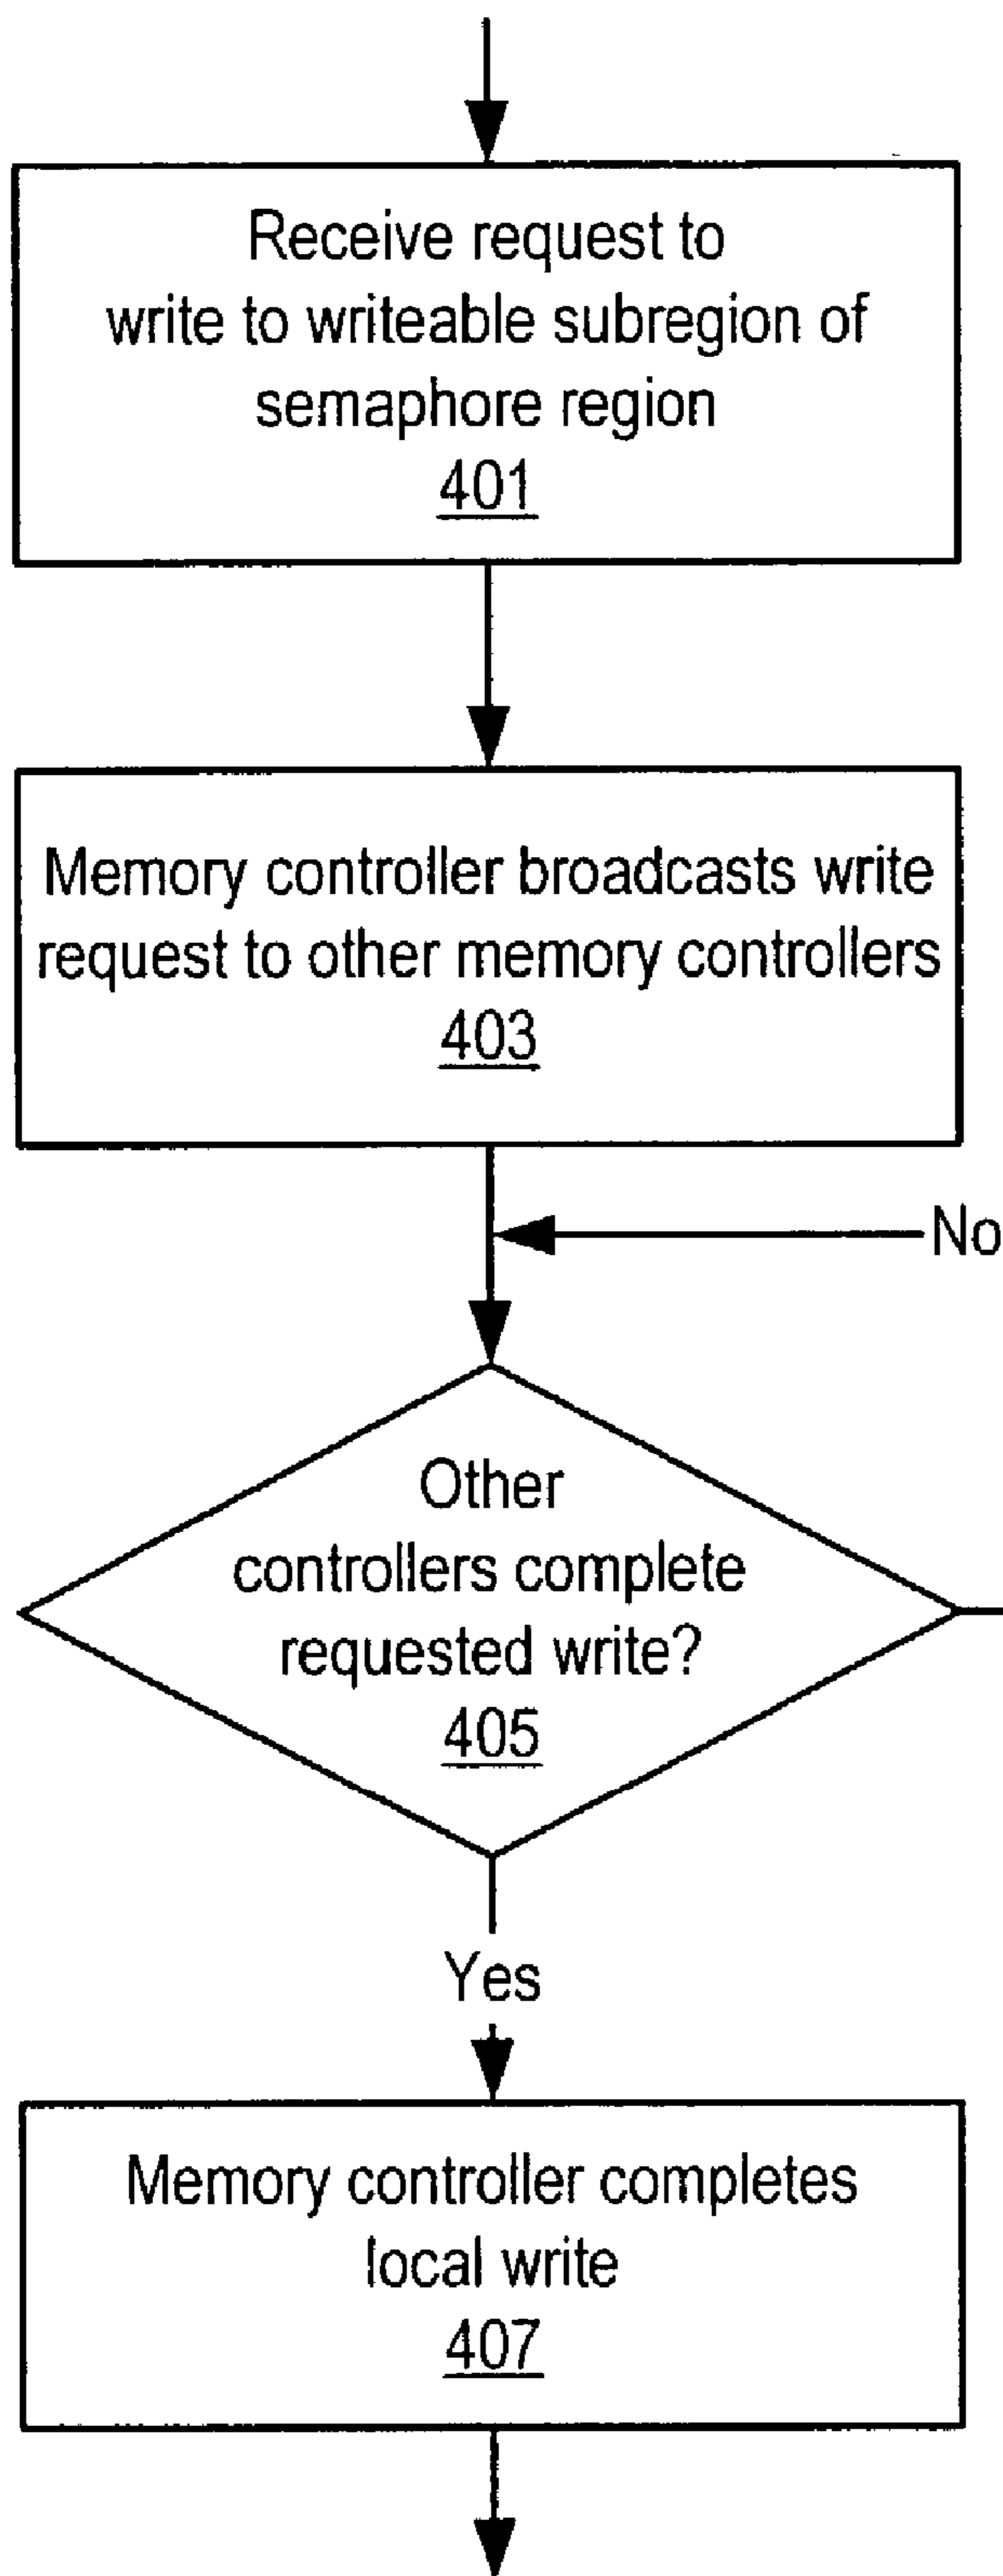 Receive request to
write to writeable subregion of
semaphore region
401
Memory controller broadcasts write
request to other memory controllers
403
No
Other
controllers complete
requested write?
405
Yes
Memory controller completes
local write
407